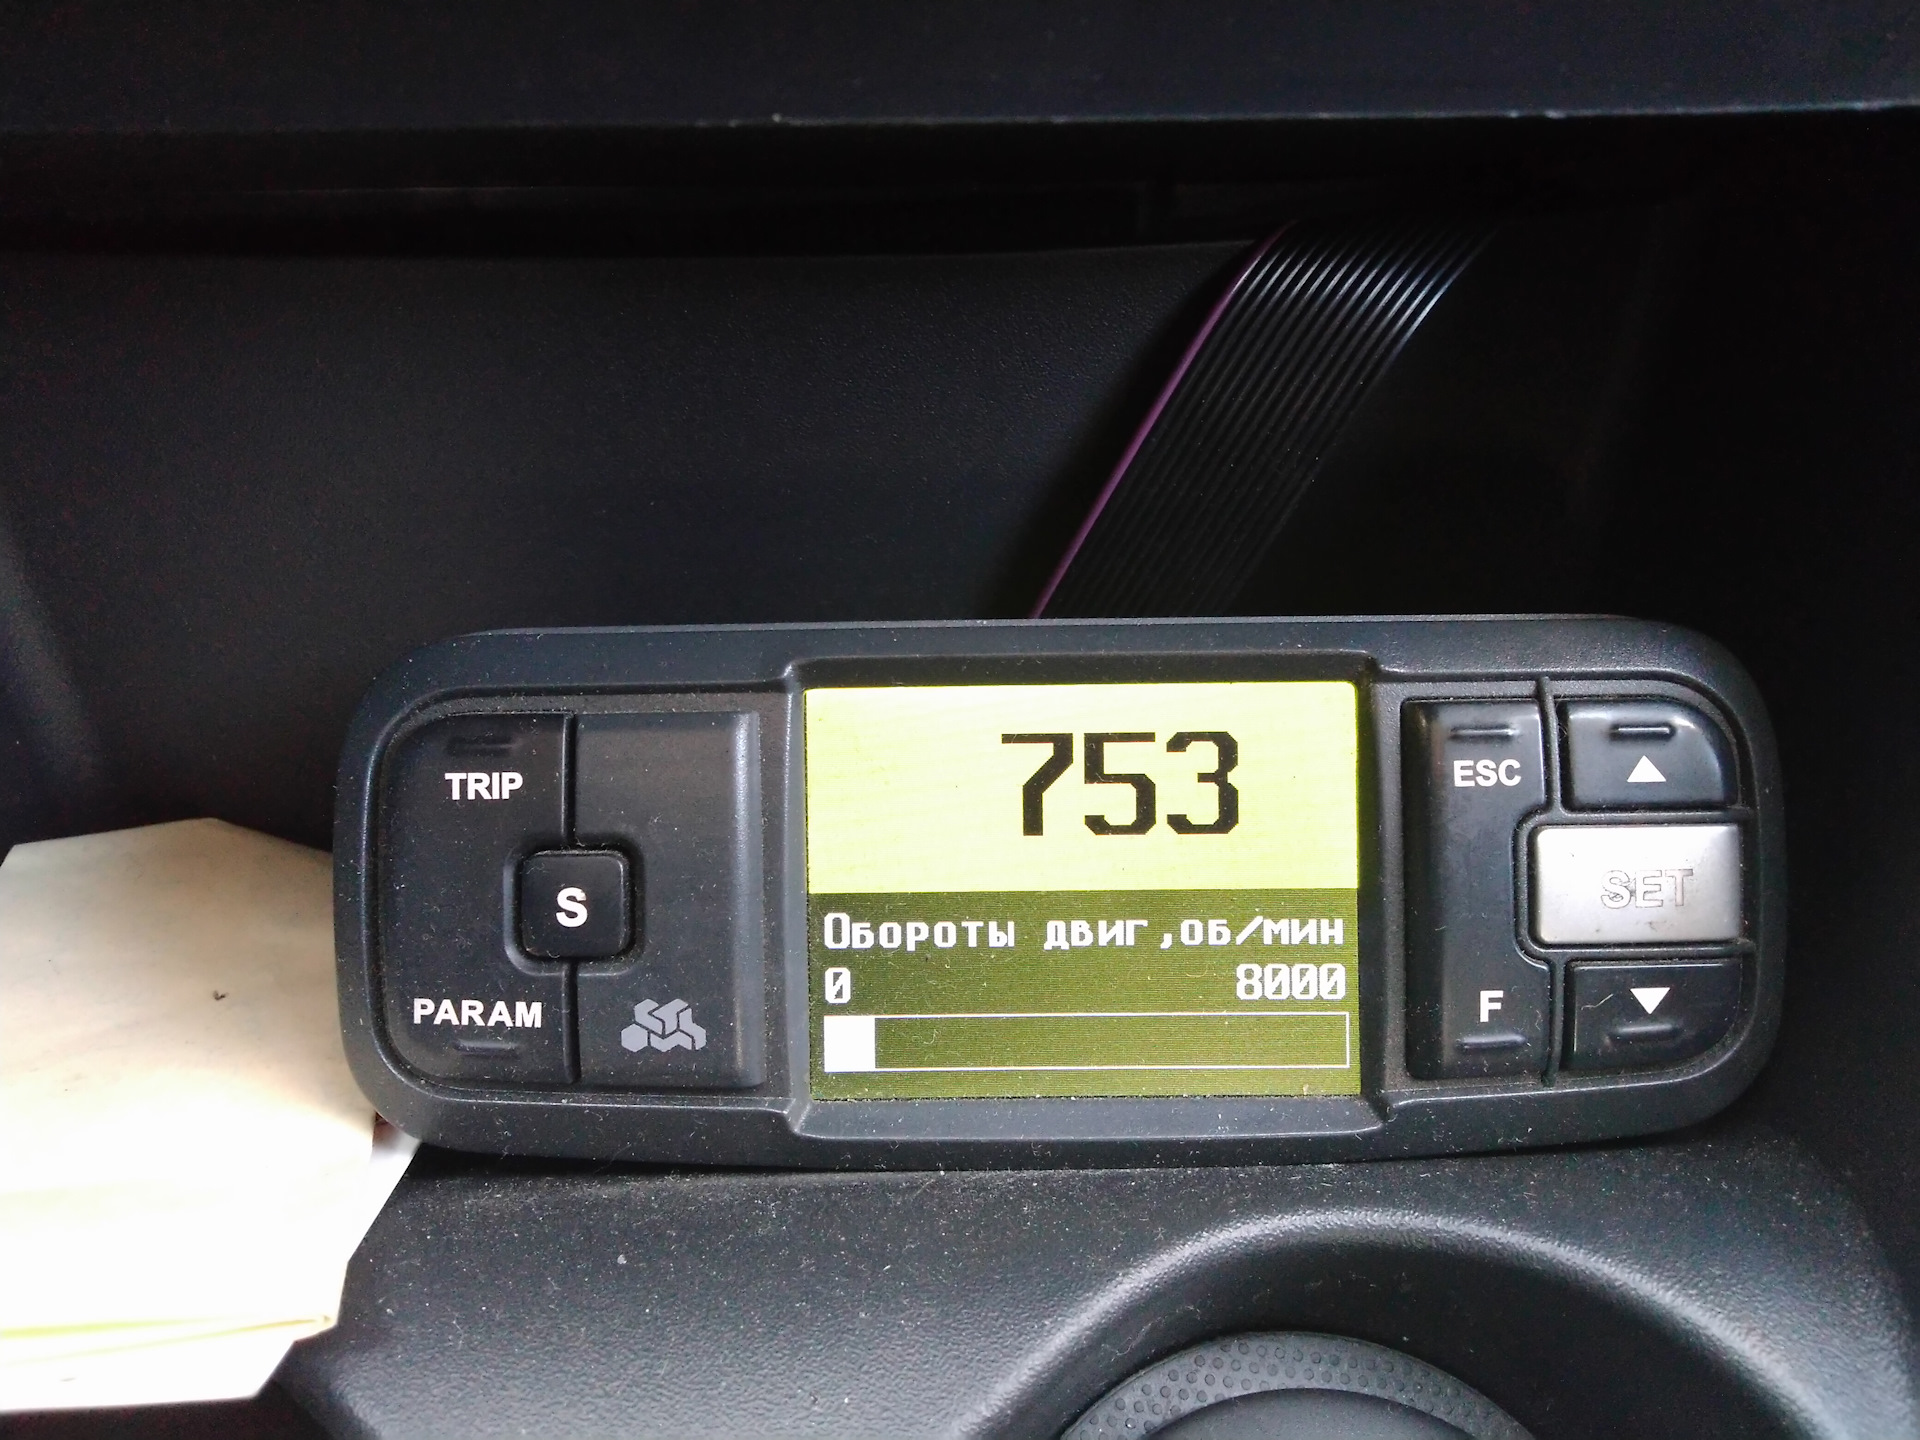 TRIP
S
PARAM
753
Обороты двиг,об/мин
0 8000
ESC
SET
F